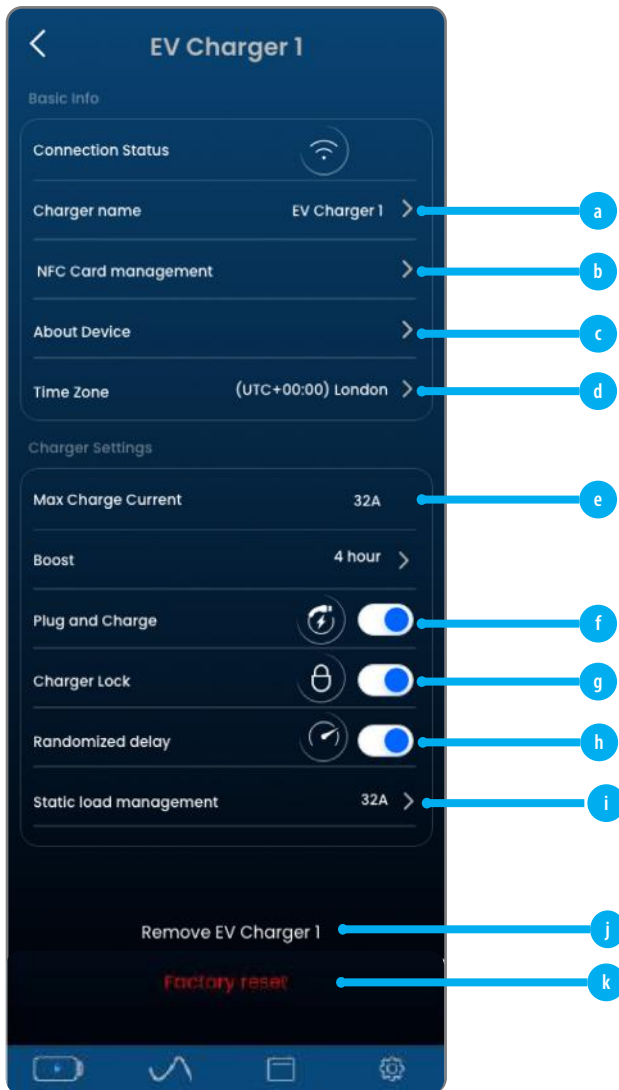 EV Charger 1
Basic Info
Connection Status
Charger name EV Charger 1 a
NFC Card management b
About Device c
Time Zone (UTC+00:00) London d
Charger Settings
Max Charge Current 32A e
Boost 4 hour
Plug and Charge f
Charger Lock g
Randomized delay h
Static load management 32A i
Remove EV Charger 1 j
Factory reset k